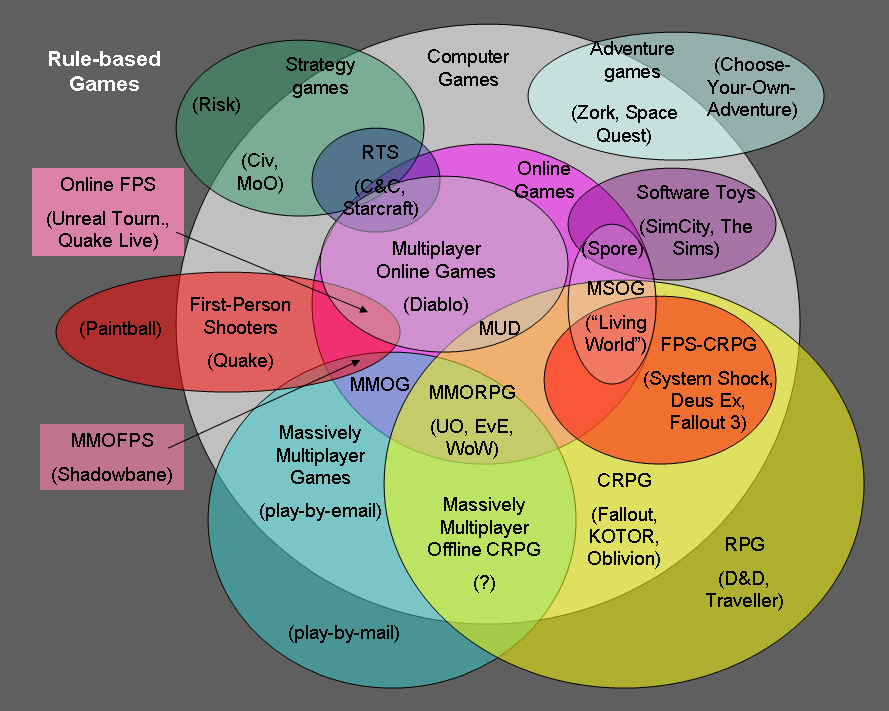 Rule-based
Games
Strategy
games
(Risk)
(Civ,
MoO)
Computer
Games
Adventure
games
(Zork, Space
Quest)
(Choose-
Your-Own-
Adventure)
RTS
(C&C,
Starcraft)
Online
Games
Software Toys
(SimCity, The
Sims)
(Spore)
Online FPS
(Unreal Tourn.,
Quake Live)
Multiplayer
Online Games
(Diablo)
MSOG
("Living
World")
(Paintball)
First-Person
Shooters
(Quake)
MUD
FPS-CRPG
(System Shock,
Deus Ex,
Fallout 3)
MMOG
MMORPG
(UO, EvE,
WoW)
MMOFPS
(Shadowbane)
Massively
Multiplayer
Games
(play-by-email)
CRPG
(Fallout,
KOTOR,
Oblivion)
Massively
Multiplayer
Offline CRPG
(?)
RPG
(D&D,
Traveller)
(play-by-mail)